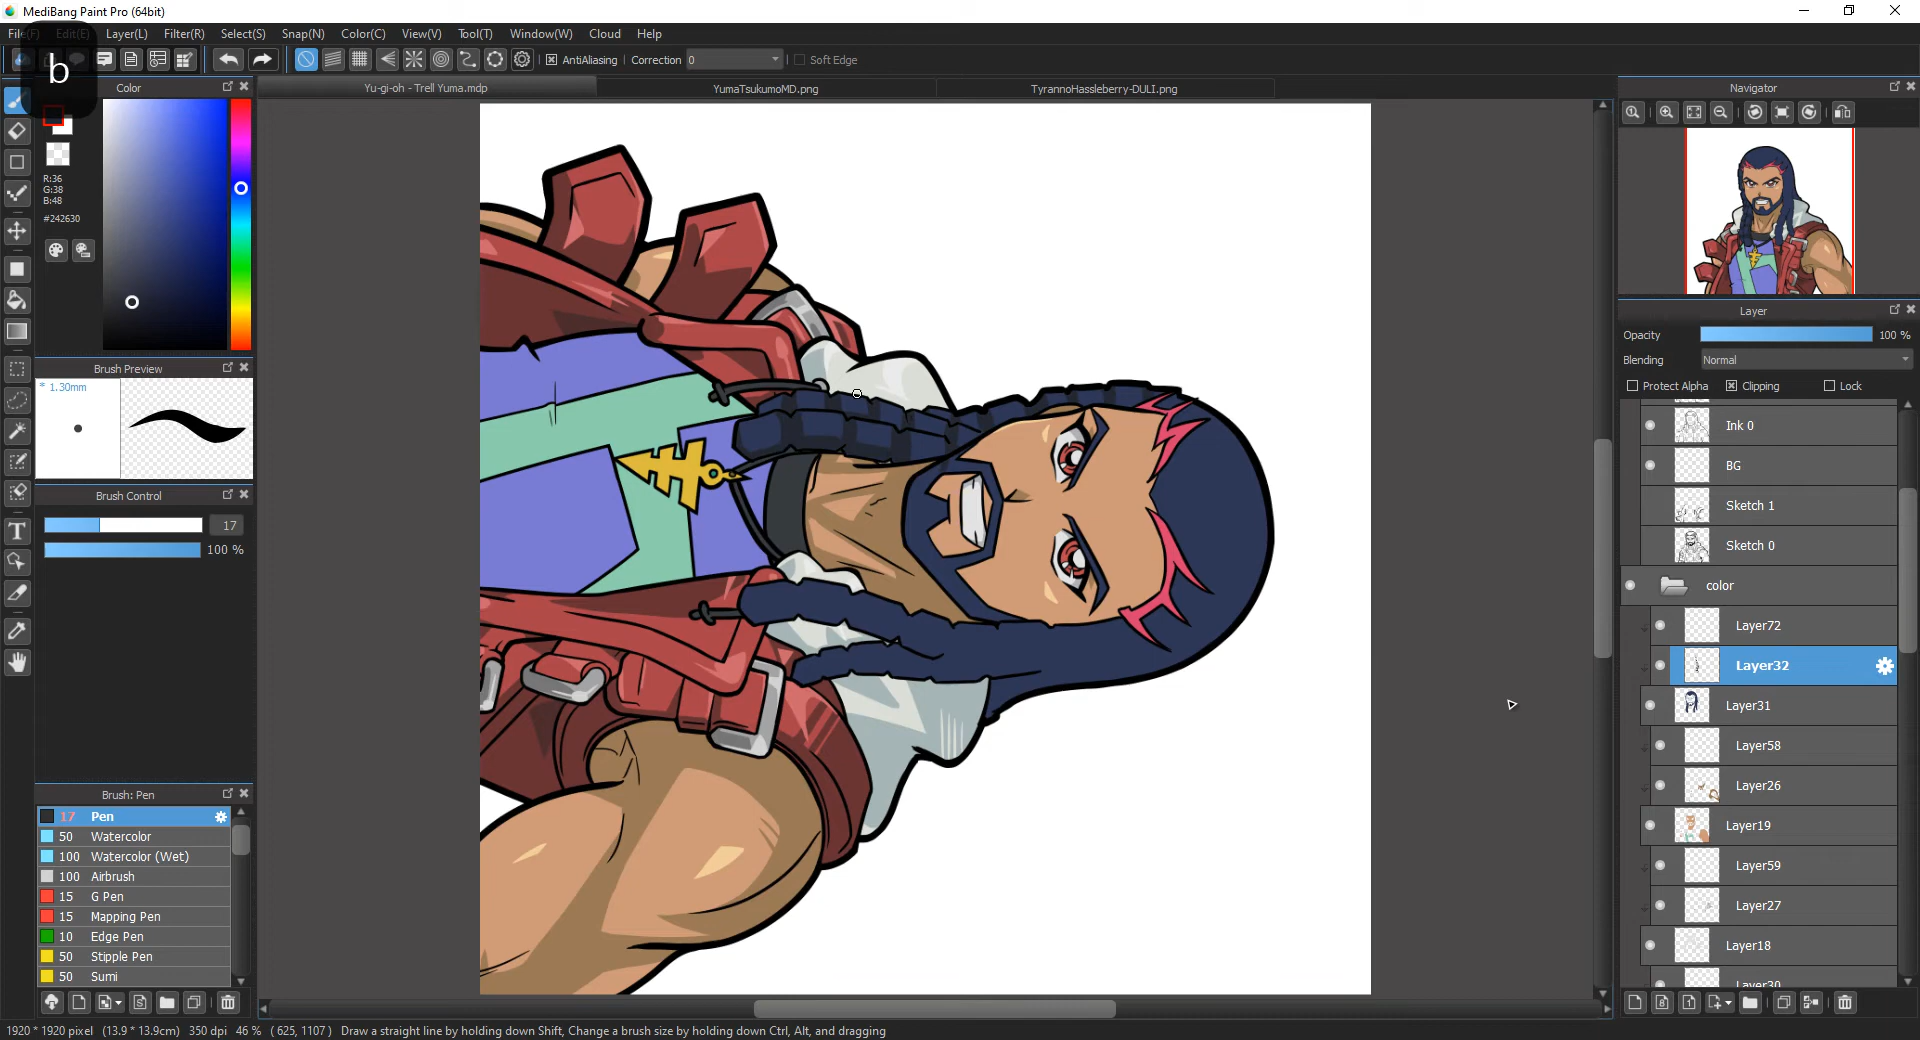 MediBang Paint Pro (64bit)
File(F) Edit(E) Layer(L) Filter(R) Select(S) Snap(N) Color(C) View(V) Tool(T) Window(W) Cloud Help
b
AntiAliasing Correction 0 Soft Edge
Color
Yu-gi-oh - Trell Yuma.mdp YumaTsukumoMD.png TyrannoHassleberry-DULI.png
Navigator
R:36
G:38
B:48
#242630
Layer
Opacity 100 %
Blending Normal
Protect Alpha Clipping Lock
Brush Preview
* 1.30mm
Brush Control
17
100 %
Brush: Pen
17 Pen
50 Watercolor
100 Watercolor (Wet)
100 Airbrush
15 G Pen
15 Mapping Pen
10 Edge Pen
50 Stipple Pen
50 Sumi
Ink 0
BG
Sketch 1
Sketch 0
color
Layer72
Layer32
Layer31
Layer58
Layer26
Layer19
Layer59
Layer27
Layer18
Layer30
1920 * 1920 pixel (13.9 * 13.9cm) 350 dpi 46 % ( 625, 1107 ) Draw a straight line by holding down Shift, Change a brush size by holding down Ctrl, Alt, and dragging